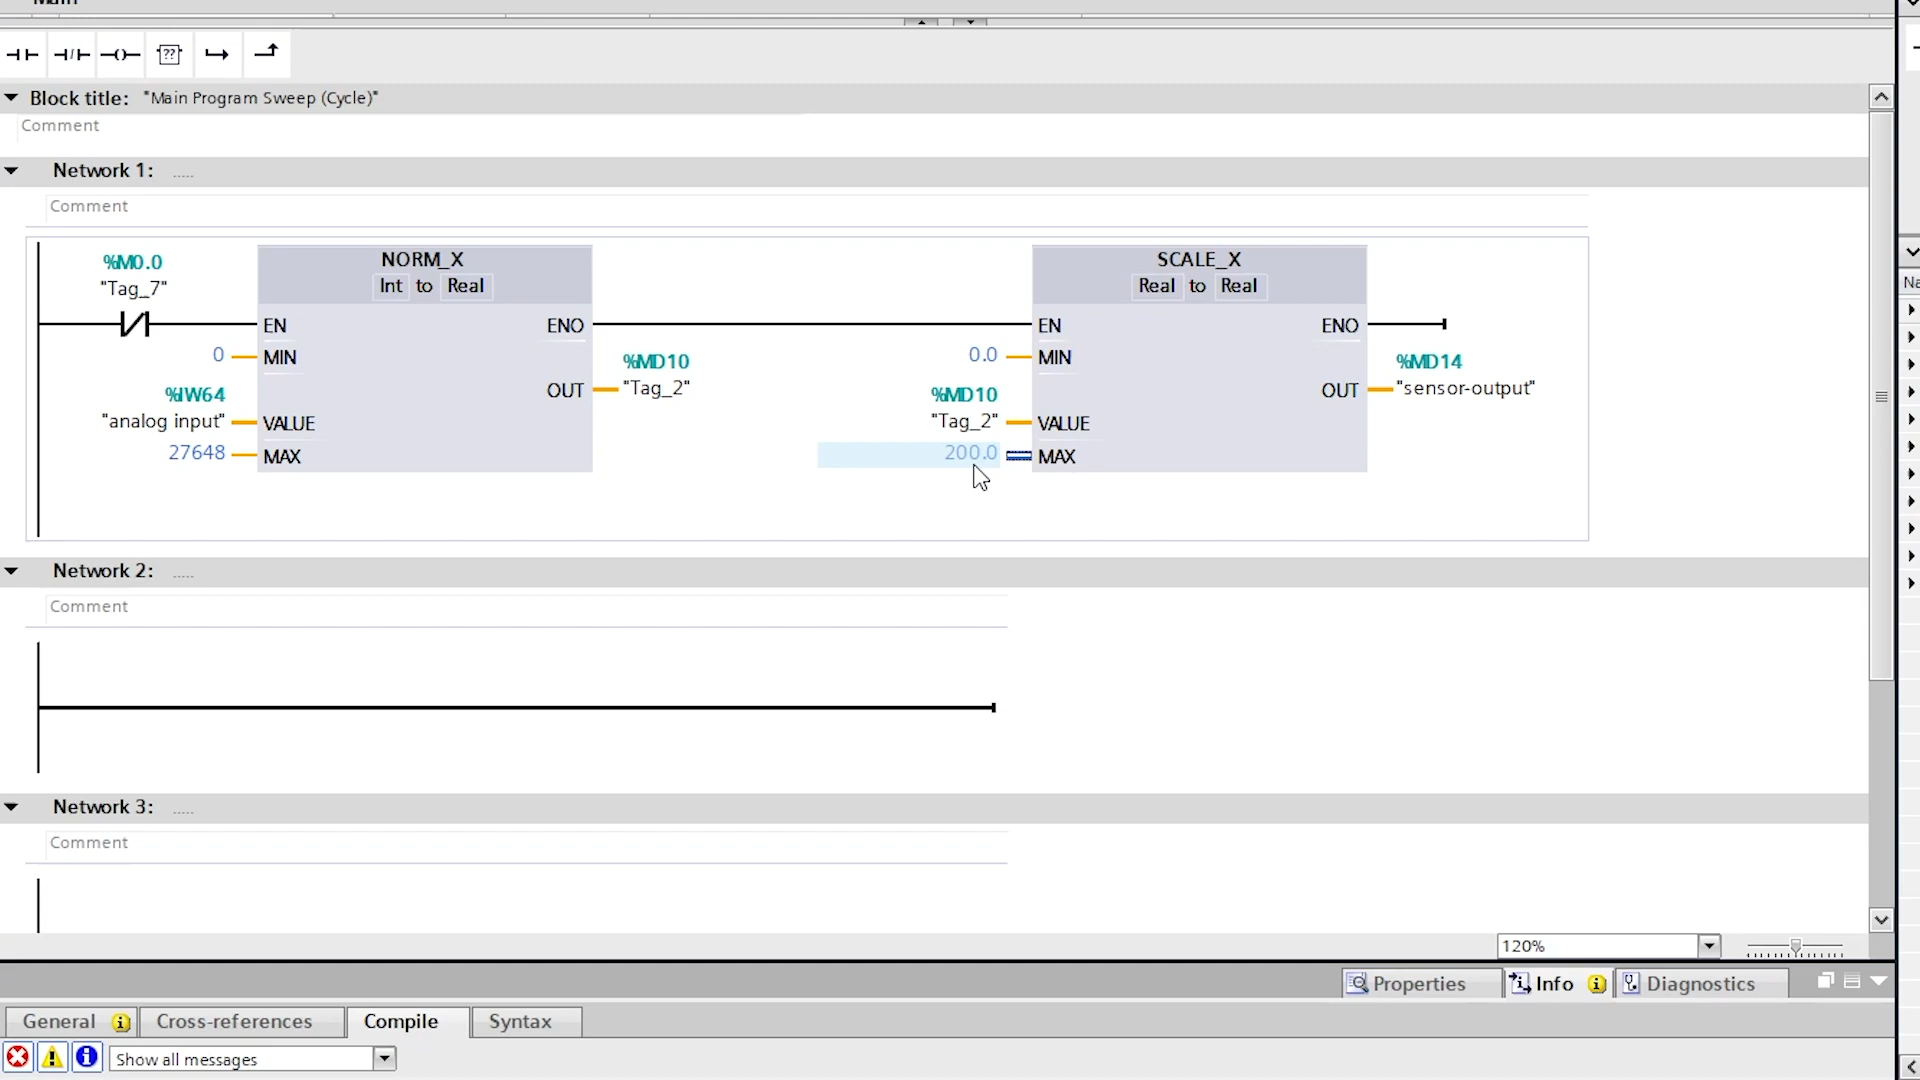 Main
??
Block title: "Main Program Sweep (Cycle)"
Comment
Network 1: .....
Comment
%M0.0
"Tag_7"
NORM_X
Int to Real
EN ENO
0 MIN
%MD10
OUT "Tag_2"
%IW64
"analog input" VALUE
27648 MAX
SCALE_X
Real to Real
EN ENO
0.0 MIN
%MD14
OUT "sensor-output"
%MD10
"Tag_2" VALUE
200.0 MAX
Network 2: .....
Comment
Network 3: .....
Comment
120%
Properties Info Diagnostics
General Cross-references Compile Syntax
Show all messages